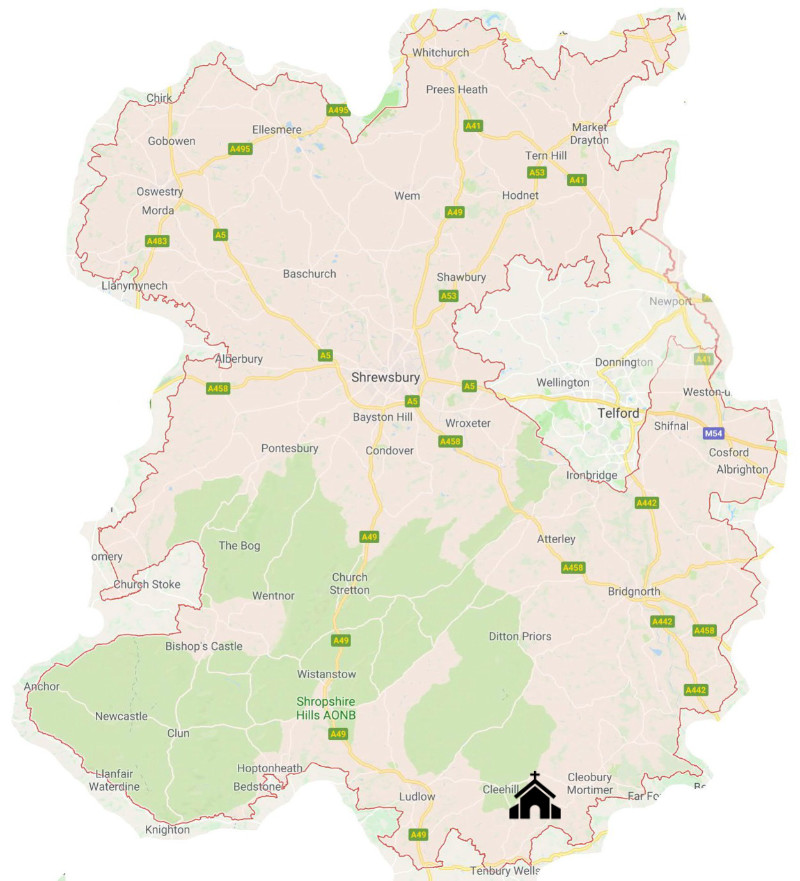 M
Whitchurch
Prees Heath
Chirk
A495
A41
Ellesmere
Market
Drayton
Gobowen
A495
Tern Hill
A53
A41
Oswestry
Wem
Hodnet
Morda
A49
A5
A483
Baschurch
Shawbury
Llanymynech
A53
Newport
Alberbury
A5
Donnington
A41
Shrewsbury
Wellington
A458
A5
Weston-u
A5
Bayston Hill
Telford
Wroxeter
Shifnal
M54
A458
Pontesbury
Condover
Cosford
Albrighton
Ironbridge
A442
A49
Atterley
The Bog
omery
A458
Church
Stretton
Church Stoke
Wentnor
Bridgnorth
A442
A458
A49
Ditton Priors
Bishop's Castle
Wistanstow
Anchor
A442
Shropshire
Hills AONB
Newcastle
Clun
A49
Hoptonheath
Llanfair
Waterdine
Bedstone
Cleobury
Mortimer
Cleehill
Ludlow
Far Fo
Be
Knighton
A49
Tenbury Wells